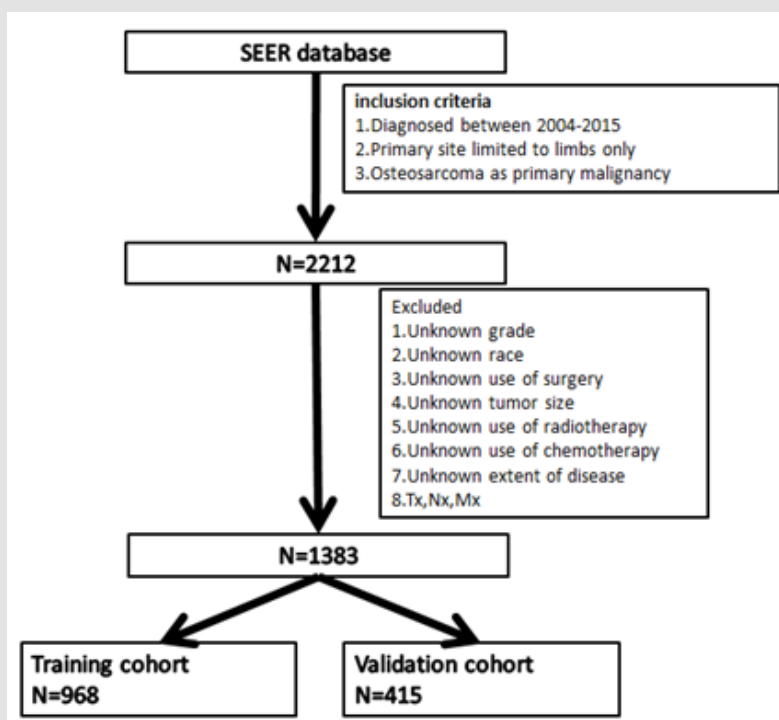 SEER database
inclusion criteria
1.Diagnosed between 2004-2015
2.Primary site limited to limbs only
3.Osteosarcoma as primary malignancy
N=2212
Excluded
1.Unknown grade
2.Unknown race
3.Unknown use of surgery
4.Unknown tumor size
5.Unknown use of radiotherapy
6.Unknown use of chemotherapy
7.Unknown extent of disease
8.Tx,Nx,Mx
N=1383
Training cohort
N=968
Validation cohort
N=415